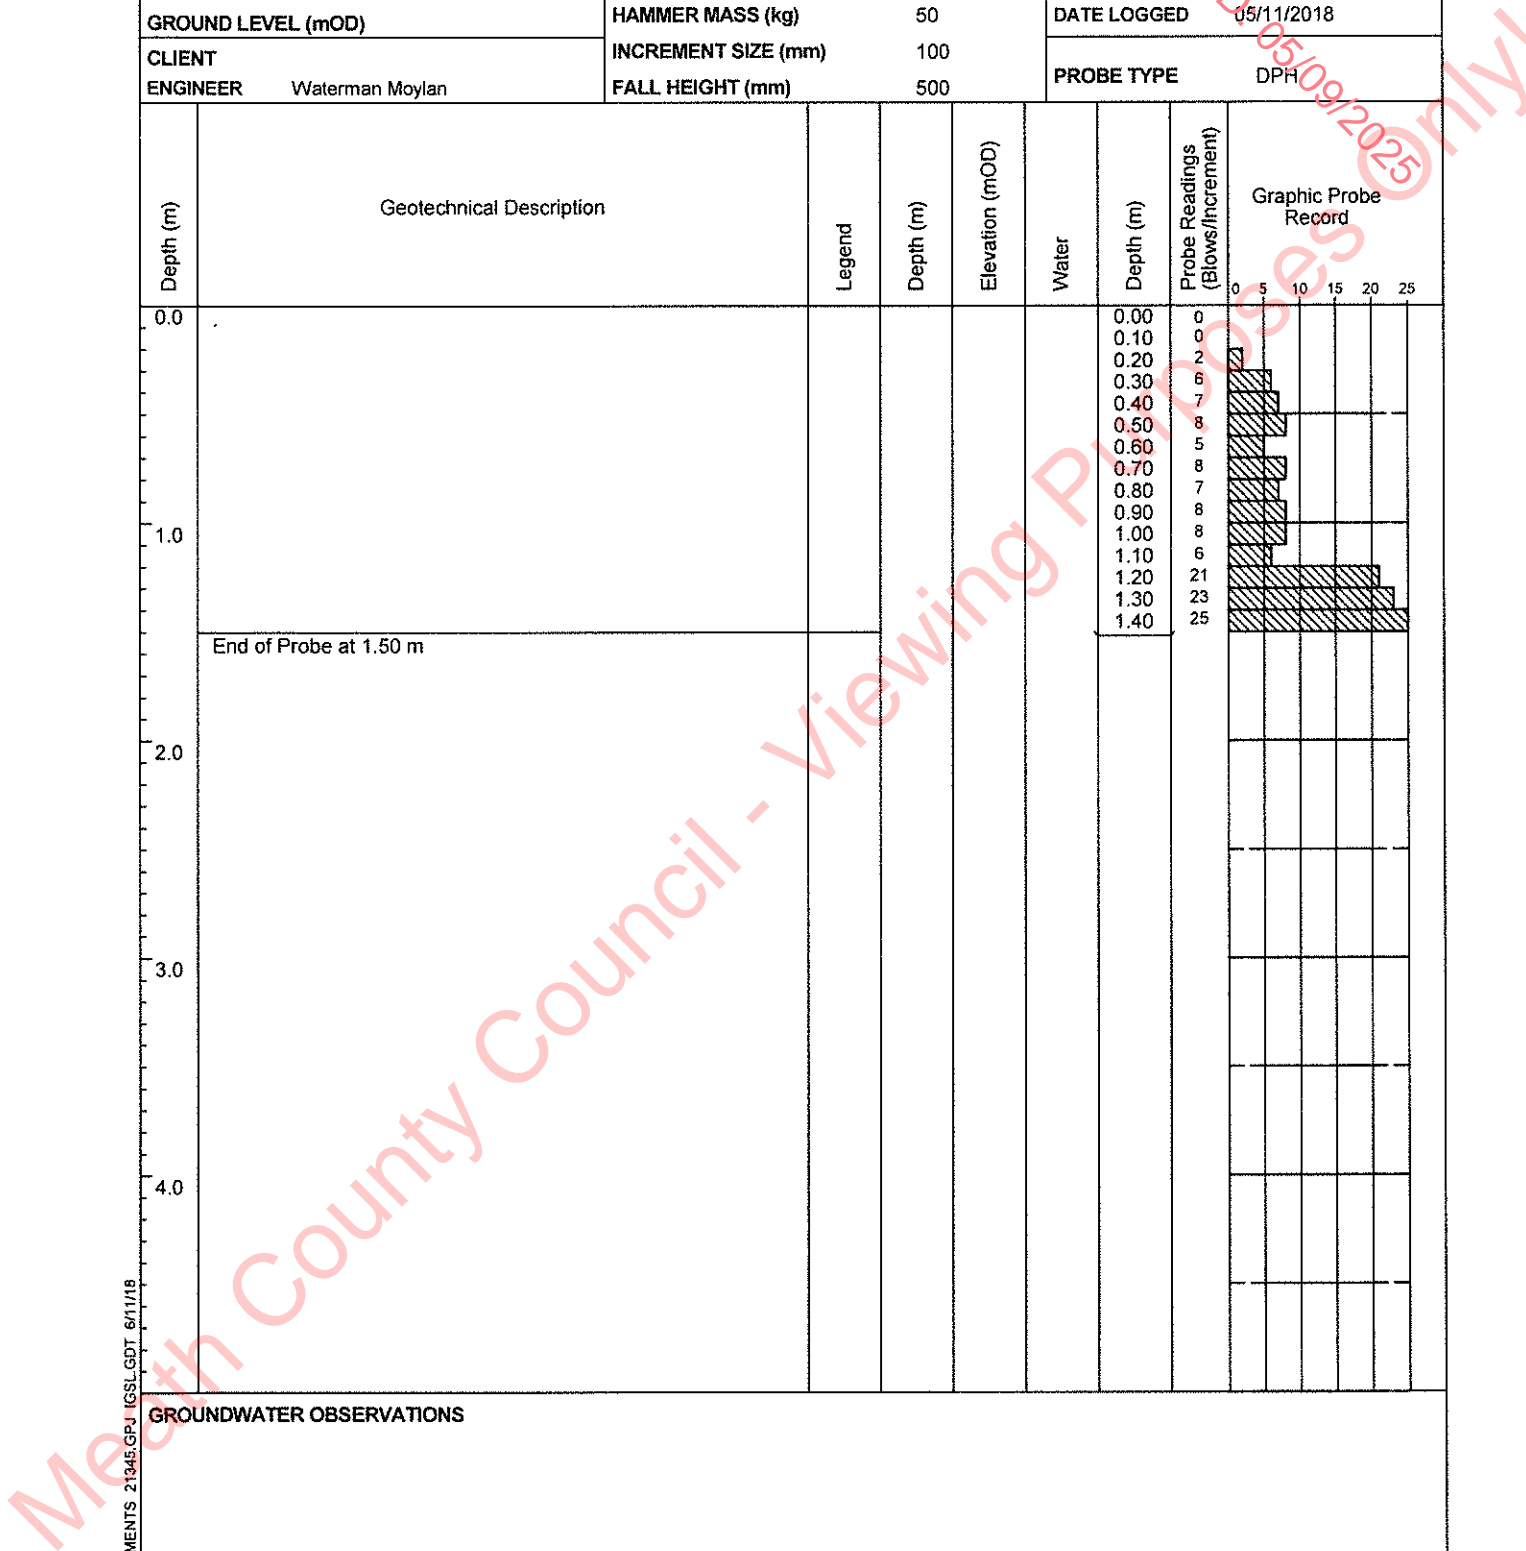 GROUND LEVEL (mOD)
HAMMER MASS (kg) 50
DATE LOGGED 05/11/2018
CLIENT
INCREMENT SIZE (mm) 100
ENGINEER Waterman Moylan
FALL HEIGHT (mm) 500
PROBE TYPE DPH
Depth (m)
Geotechnical Description
Legend
Depth (m)
Elevation (mOD)
Water
Depth (m)
Probe Readings
(Blows/Increment)
Graphic Probe
Record
0 5 10 15 20 25
0.0
0.00 0
0.10 0
0.20 2
0.30 6
0.40 7
0.50 8
0.60 5
0.70 8
0.80 7
0.90 8
1.0
1.00 8
1.10 6
1.20 21
1.30 23
1.40 25
End of Probe at 1.50 m
2.0
3.0
4.0
GROUNDWATER OBSERVATIONS
MENTS 21345.GPJ IGSL.GDT 6/11/18
Meath County Council - Viewing Purposes Only!
05/09/2025